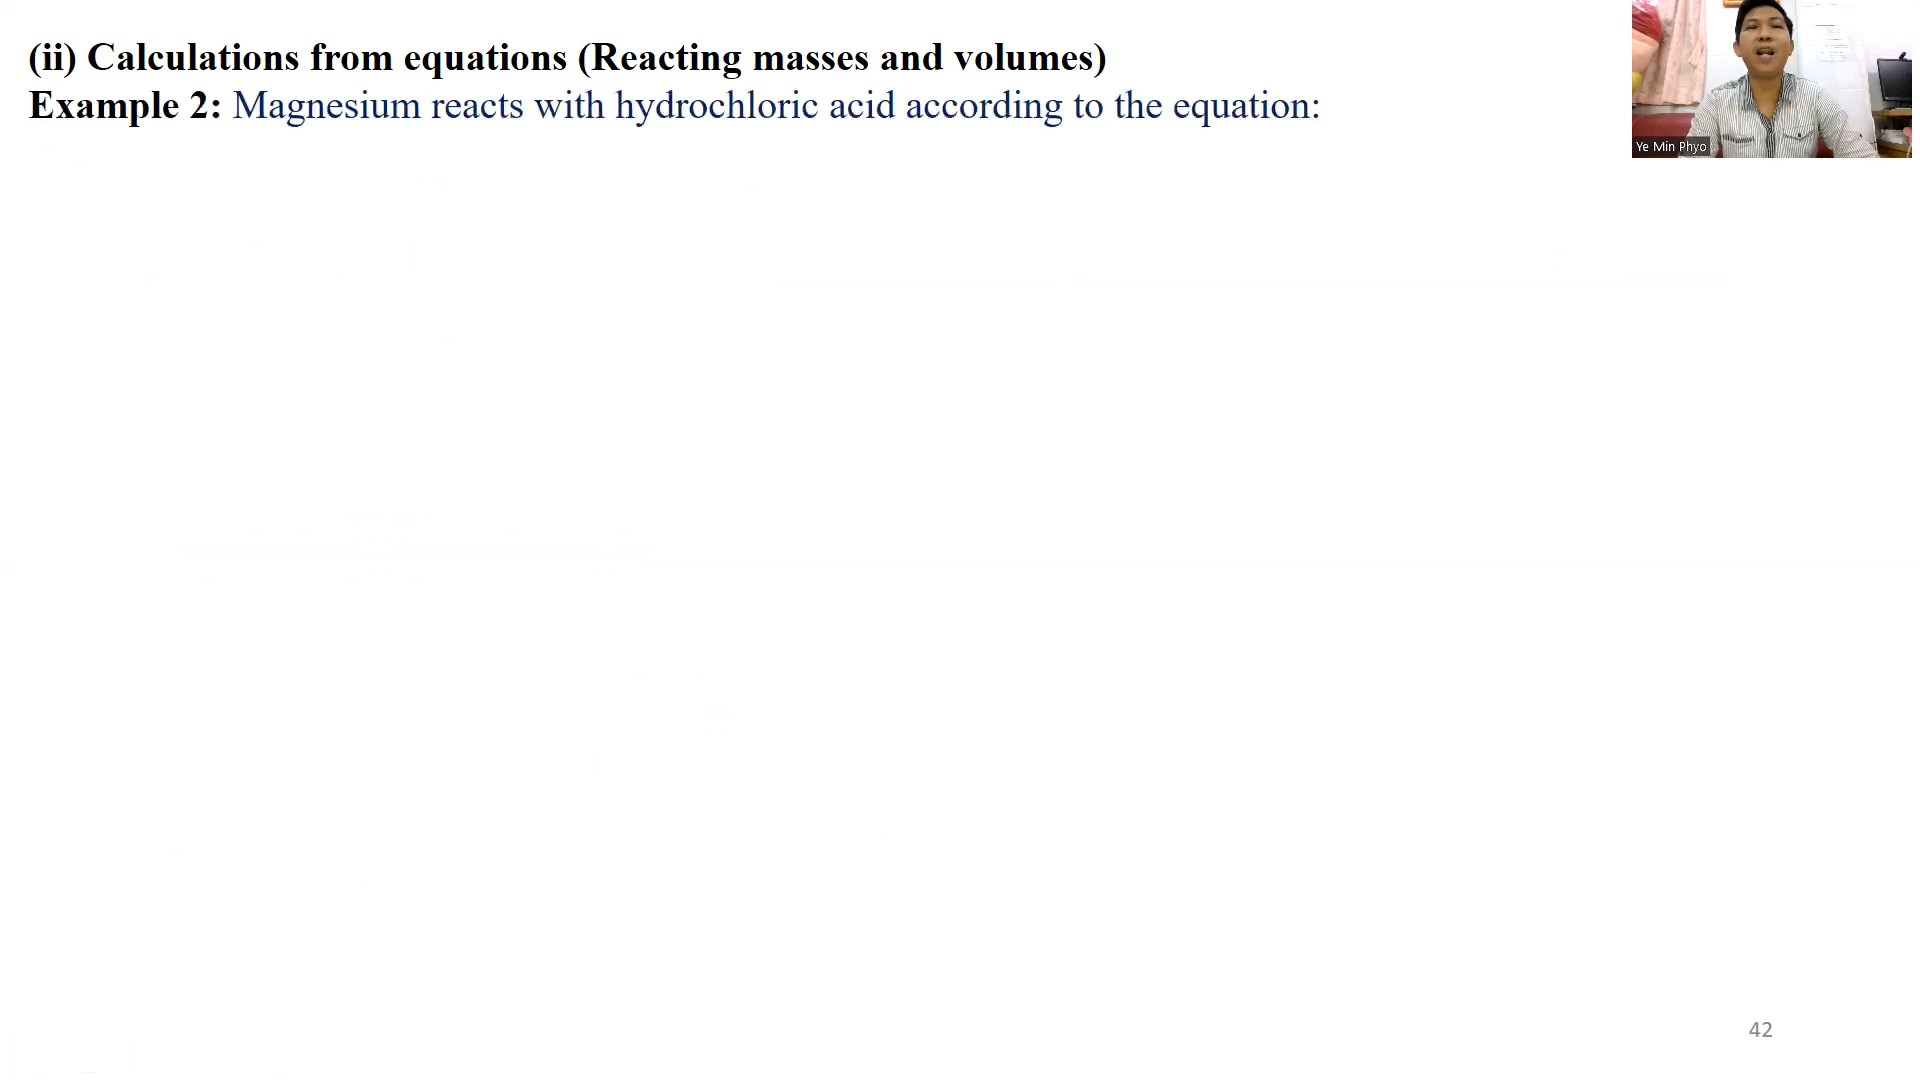 (ii) Calculations from equations (Reacting masses and volumes)
Example 2: Magnesium reacts with hydrochloric acid according to the equation:
Ye Min Phyo
42